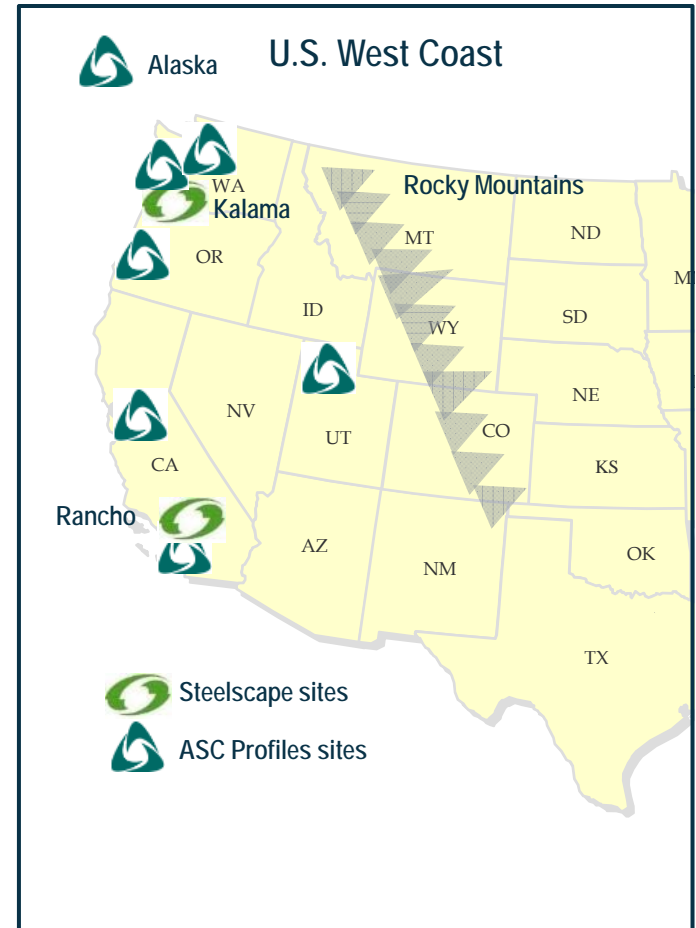 U.S. West Coast
Alaska
WA
Kalama
Rocky Mountains
MT
ND
OR
M
ID
WY
SD
NE
NV
UT
CO
CA
KS
Rancho
AZ
NM
OK
TX
Steelscape sites
ASC Profiles sites